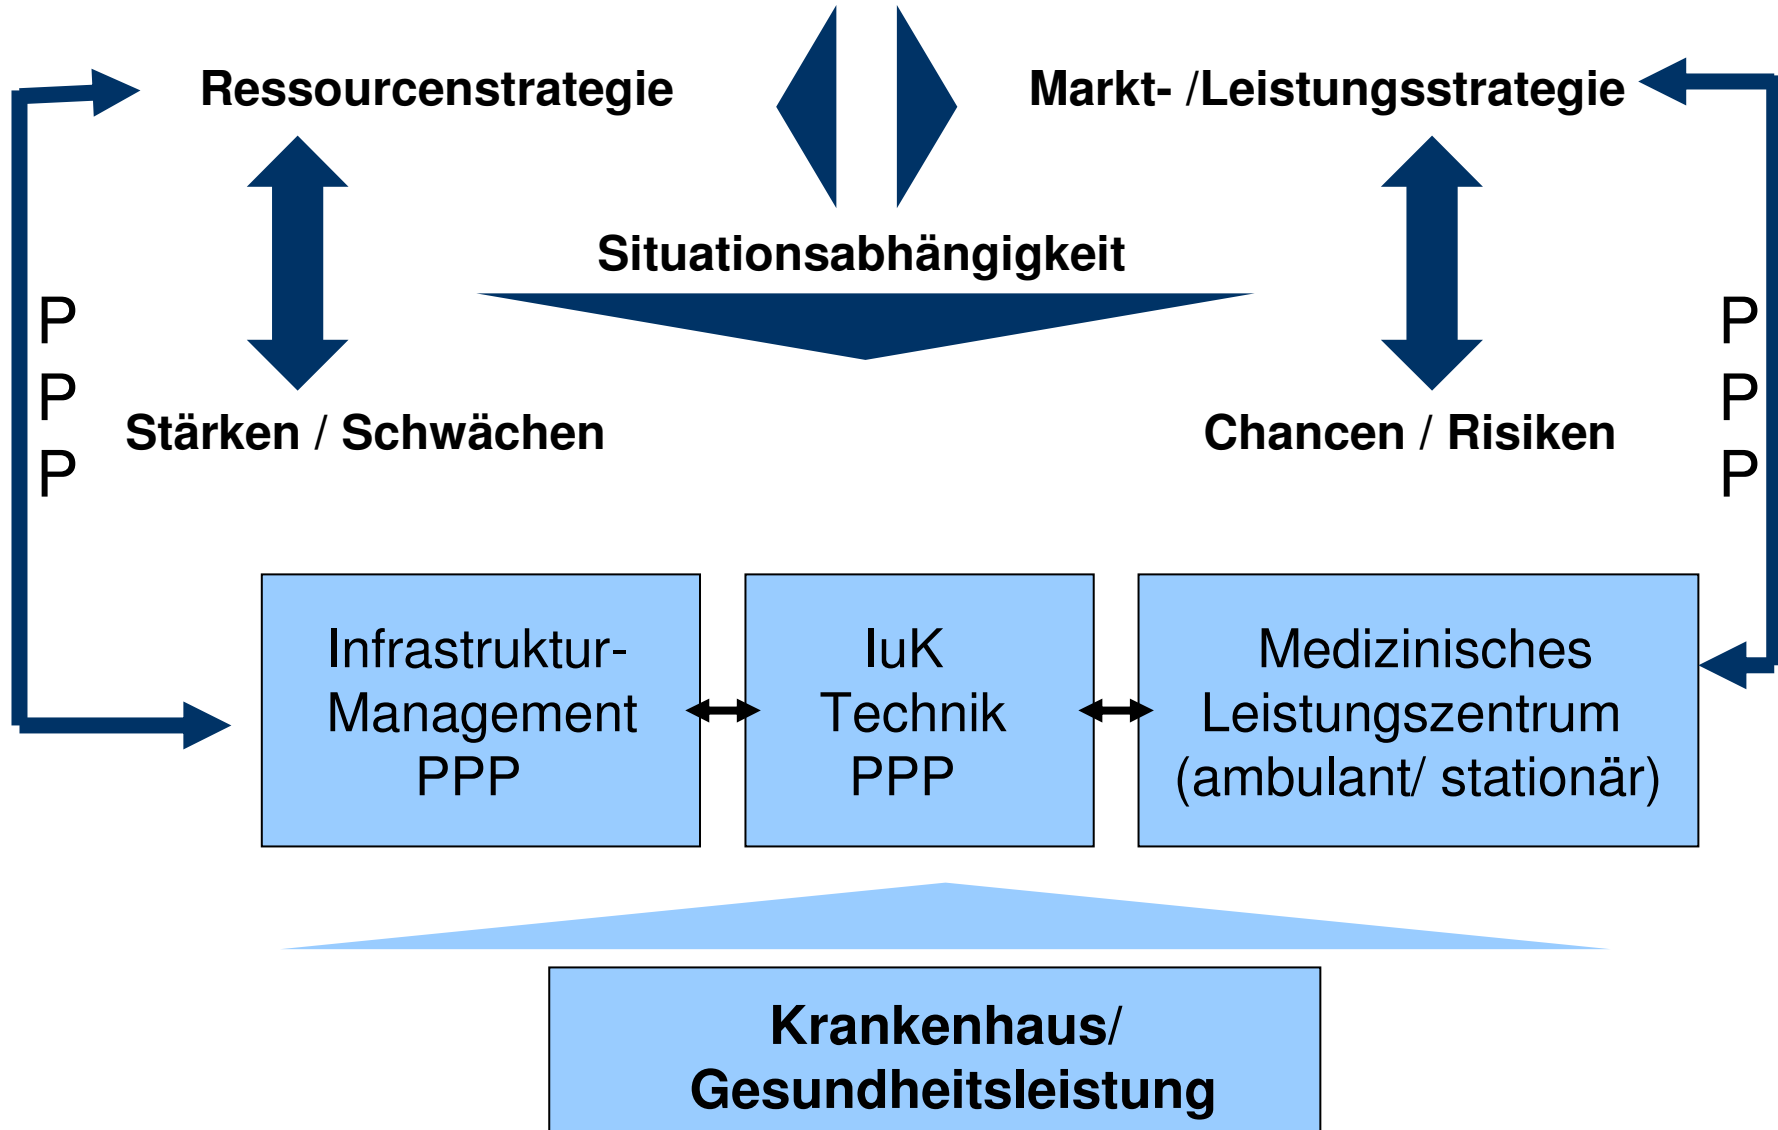 Ressourcenstrategie
Markt- /Leistungsstrategie
Situationsabhängigkeit
P
P
P
P
P
P
Stärken / Schwächen
Chancen / Risiken
Infrastruktur-
Management
PPP
IuK
Technik
PPP
Medizinisches
Leistungszentrum
(ambulant/ stationär)
Krankenhaus/
Gesundheitsleistung